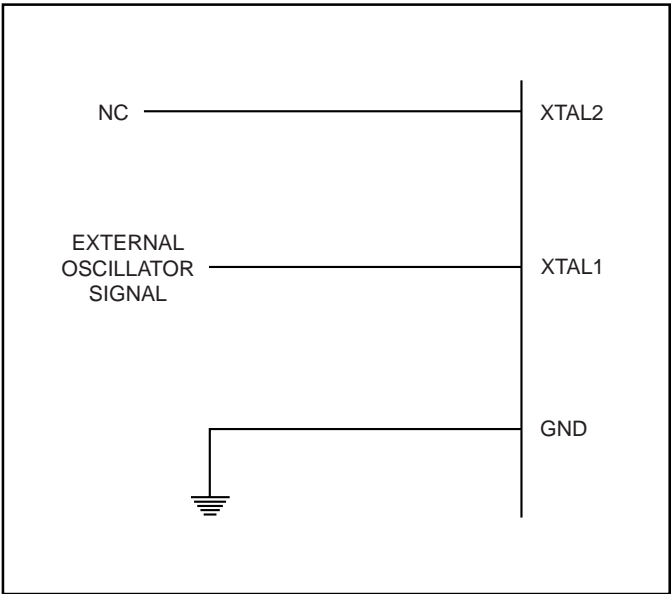 NC
XTAL2
EXTERNAL
OSCILLATOR
SIGNAL
XTAL1
GND